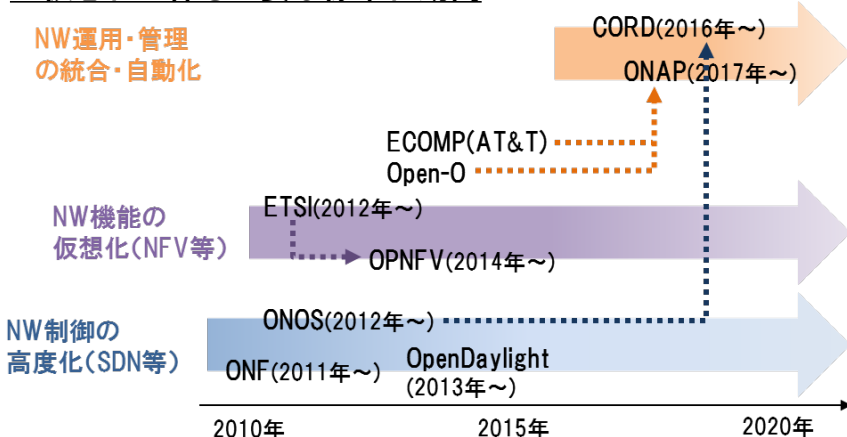 NW運用・管理
の統合・自動化
CORD(2016年～)
ONAP(2017年～)
ECOMP(AT&T)
Open-O
NW機能の
仮想化(NFV等)
ETSI(2012年～)
OPNFV(2014年～)
NW制御の
高度化(SDN等)
ONOS(2012年～)
ONF(2011年～)
OpenDaylight
(2013年～)
2010年
2015年
2020年